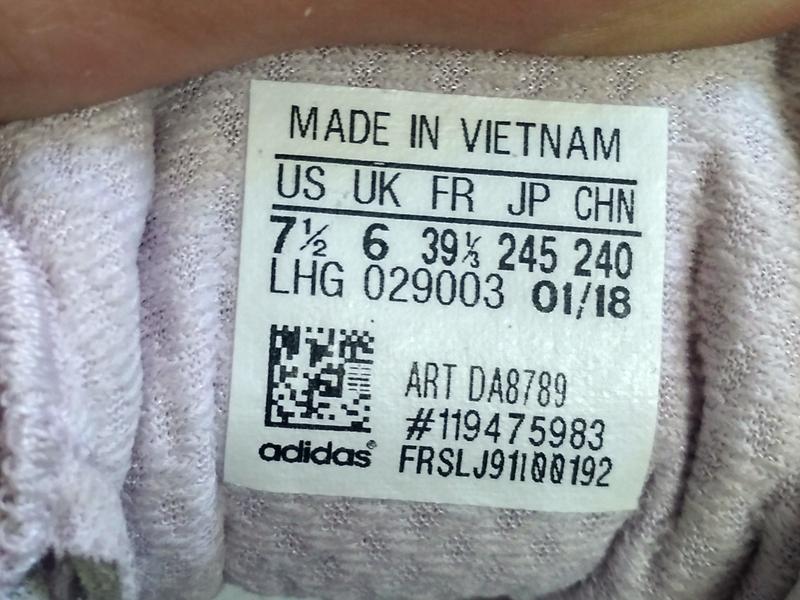 MADE IN VIETNAM
US UK FR JP CHN
7½ 6 39⅓ 245 240
LHG 029003 01/18
ART DA8789
#119475983
adidas®